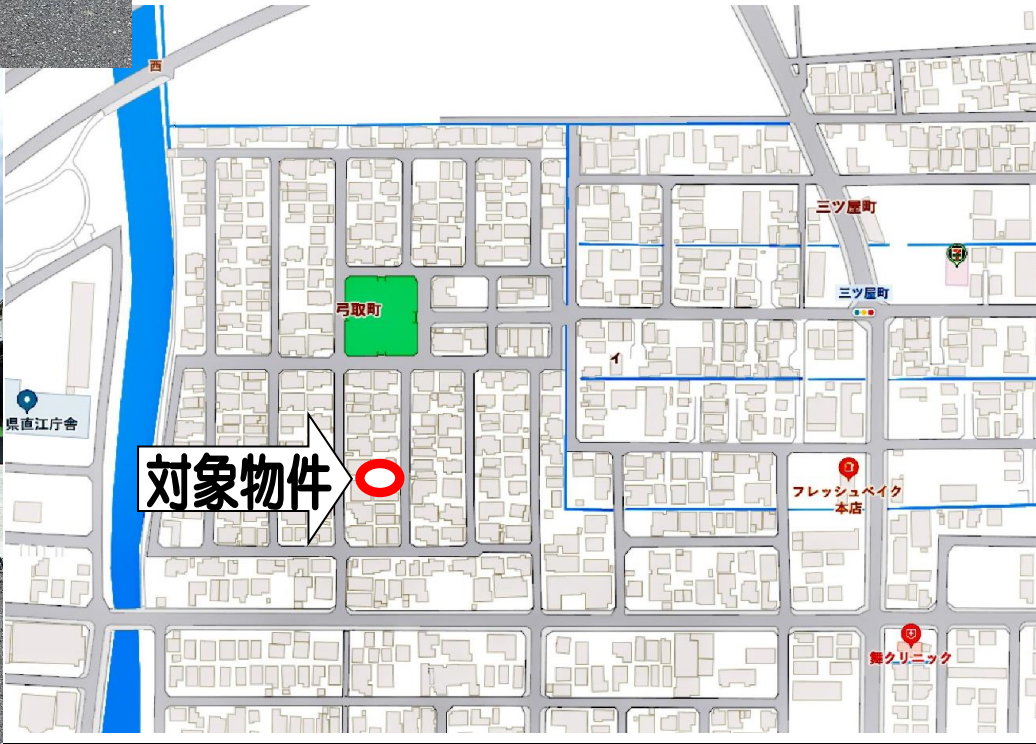 西
三ツ屋町
三ツ屋町
弓取町
イ
県直江庁舎
対象物件
フレッシュベイク
本店
舞クリニック